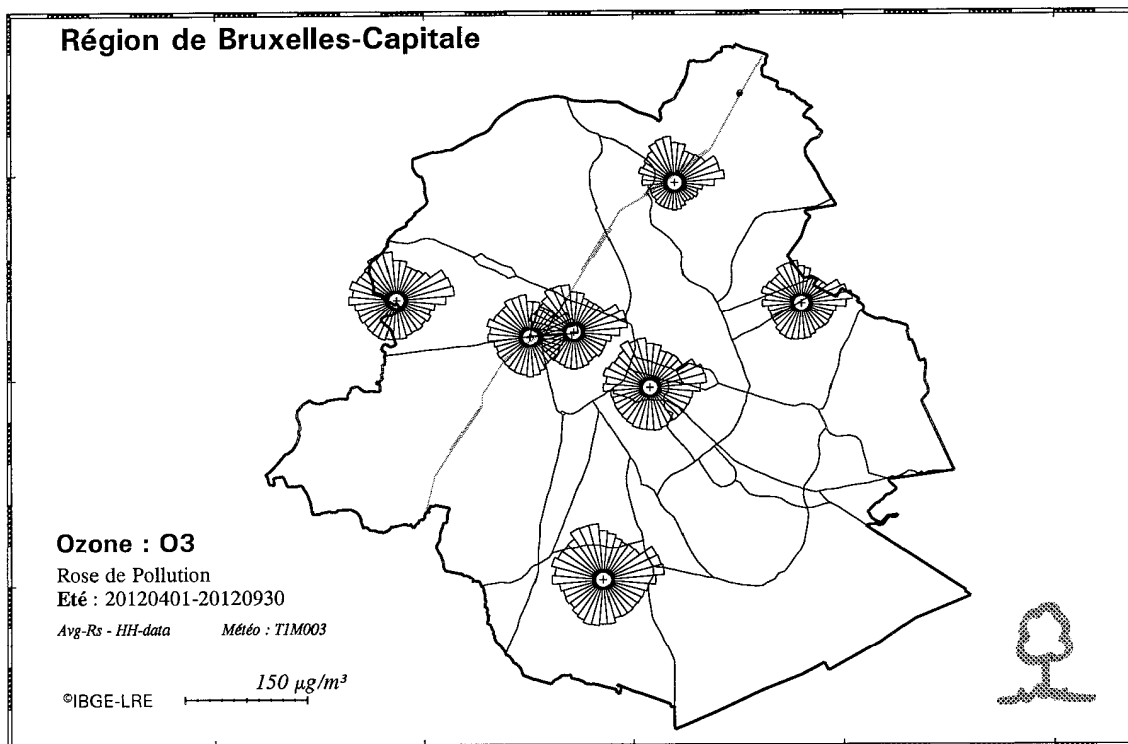 Région de Bruxelles-Capitale
Ozone : O3
Rose de Pollution
Eté : 20120401-20120930
Avg-Rs - HH-data Météo : T1M003
150 µg/m³
©IBGE-LRE